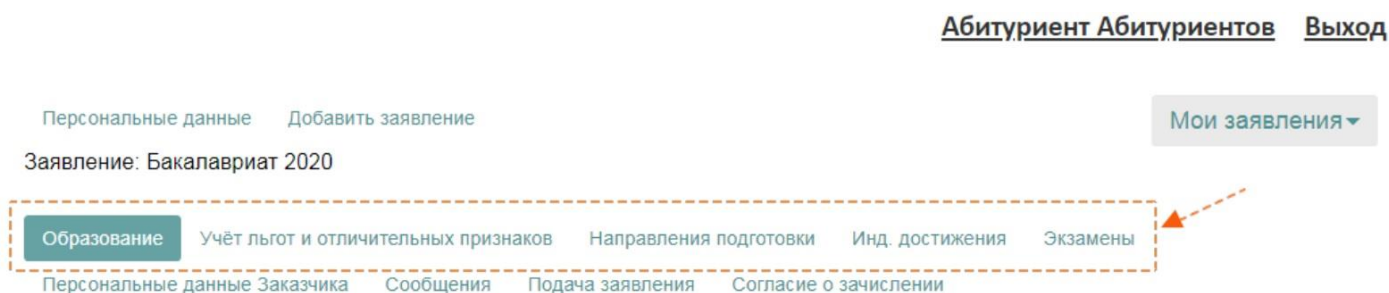 Абитуриент Абитуриентов Выход
Персональные данные Добавить заявление Мои заявления
Заявление: Бакалавриат 2020
Образование Учёт льгот и отличительных признаков Направления подготовки Инд. достижения Экзамены
Персональные данные Заказчика Сообщения Подача заявления Согласие о зачислении